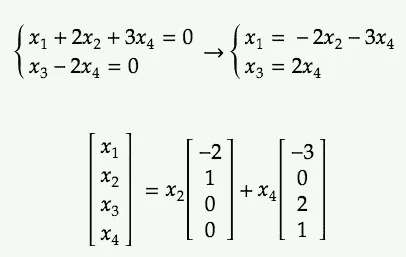 { x₁ + 2x₂ + 3x₄ = 0 → { x₁ = −2x₂ − 3x₄
{ x₃ − 2x₄ = 0 { x₃ = 2x₄
[x₁ x₂ x₃ x₄] = x₂ [−2 1 0 0] + x₄ [−3 0 2 1]